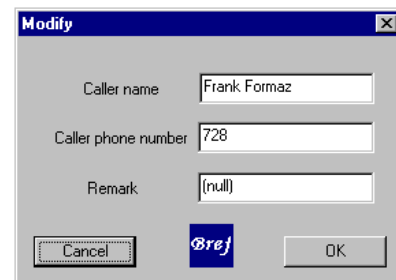 Modify
Caller name Frank Formaz
Caller phone number 728
Remark (null)
Cancel Bref OK